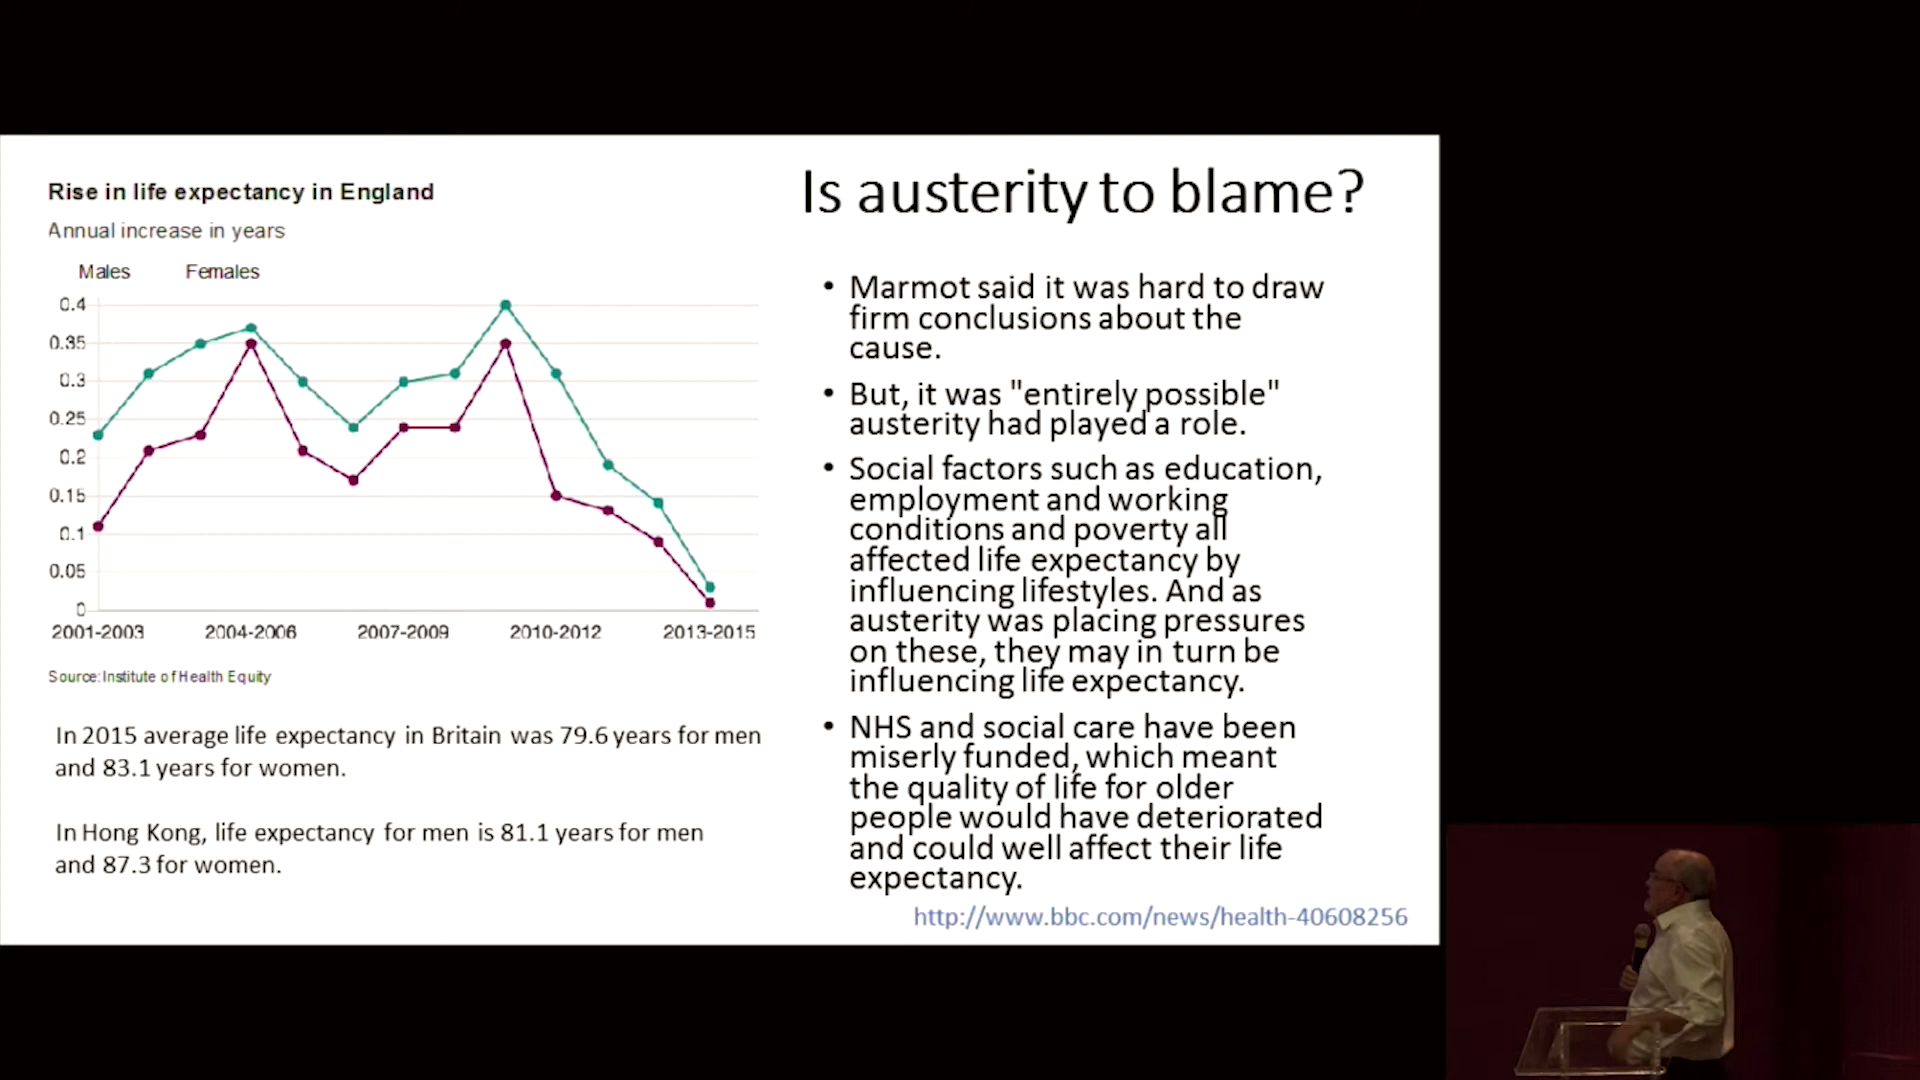 Rise in life expectancy in England
Annual increase in years
Males Females
0.4
0.35
0.3
0.25
0.2
0.15
0.1
0.05
0
2001-2003 2004-2006 2007-2009 2010-2012 2013-2015
Source: Institute of Health Equity
In 2015 average life expectancy in Britain was 79.6 years for men
and 83.1 years for women.
In Hong Kong, life expectancy for men is 81.1 years for men
and 87.3 for women.
Is austerity to blame?
• Marmot said it was hard to draw
firm conclusions about the
cause.
• But, it was "entirely possible"
austerity had played a role.
• Social factors such as education,
employment and working
conditions and poverty all
affected life expectancy by
influencing lifestyles. And as
austerity was placing pressures
on these, they may in turn be
influencing life expectancy.
• NHS and social care have been
miserly funded, which meant
the quality of life for older
people would have deteriorated
and could well affect their life
expectancy.
http://www.bbc.com/news/health-40608256